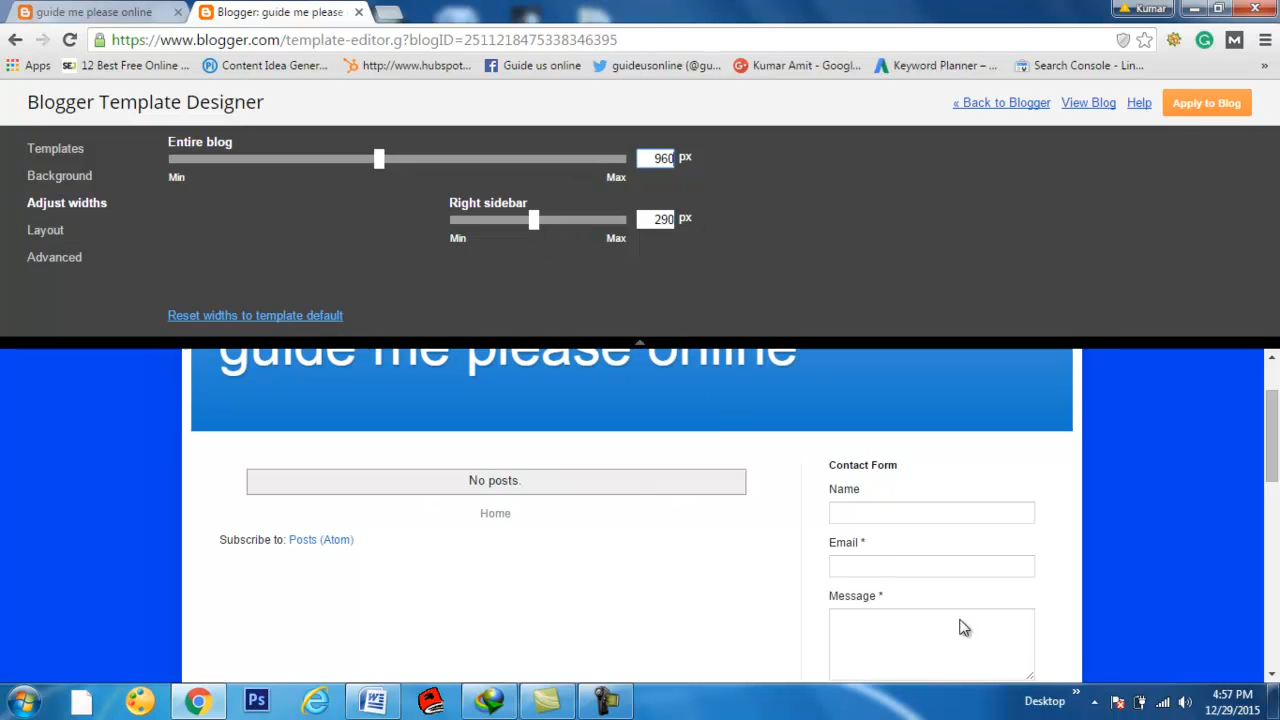 guide me please online
Blogger: guide me please
Kumar
https://www.blogger.com/template-editor.g?blogID=2511218475338346395
Apps
12 Best Free Online ...
Content Idea Gener...
http://www.hubspot...
Guide us online
guideusonline (@gu...
Kumar Amit - Googl...
Keyword Planner – ...
Search Console - Lin...
»
Blogger Template Designer
« Back to Blogger
View Blog
Help
Apply to Blog
Templates
Background
Adjust widths
Layout
Advanced
Entire blog
960 px
Min
Max
Right sidebar
290 px
Min
Max
Reset widths to template default
guide me please online
No posts.
Home
Subscribe to: Posts (Atom)
Contact Form
Name
Email *
Message *
Desktop
»
4:57 PM
12/29/2015